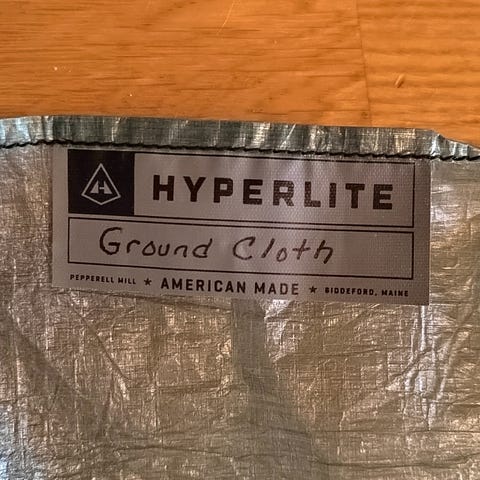 HYPERLITE
Ground Cloth
PEPPERELL MILL ★ AMERICAN MADE ★ BIDDEFORD, MAINE